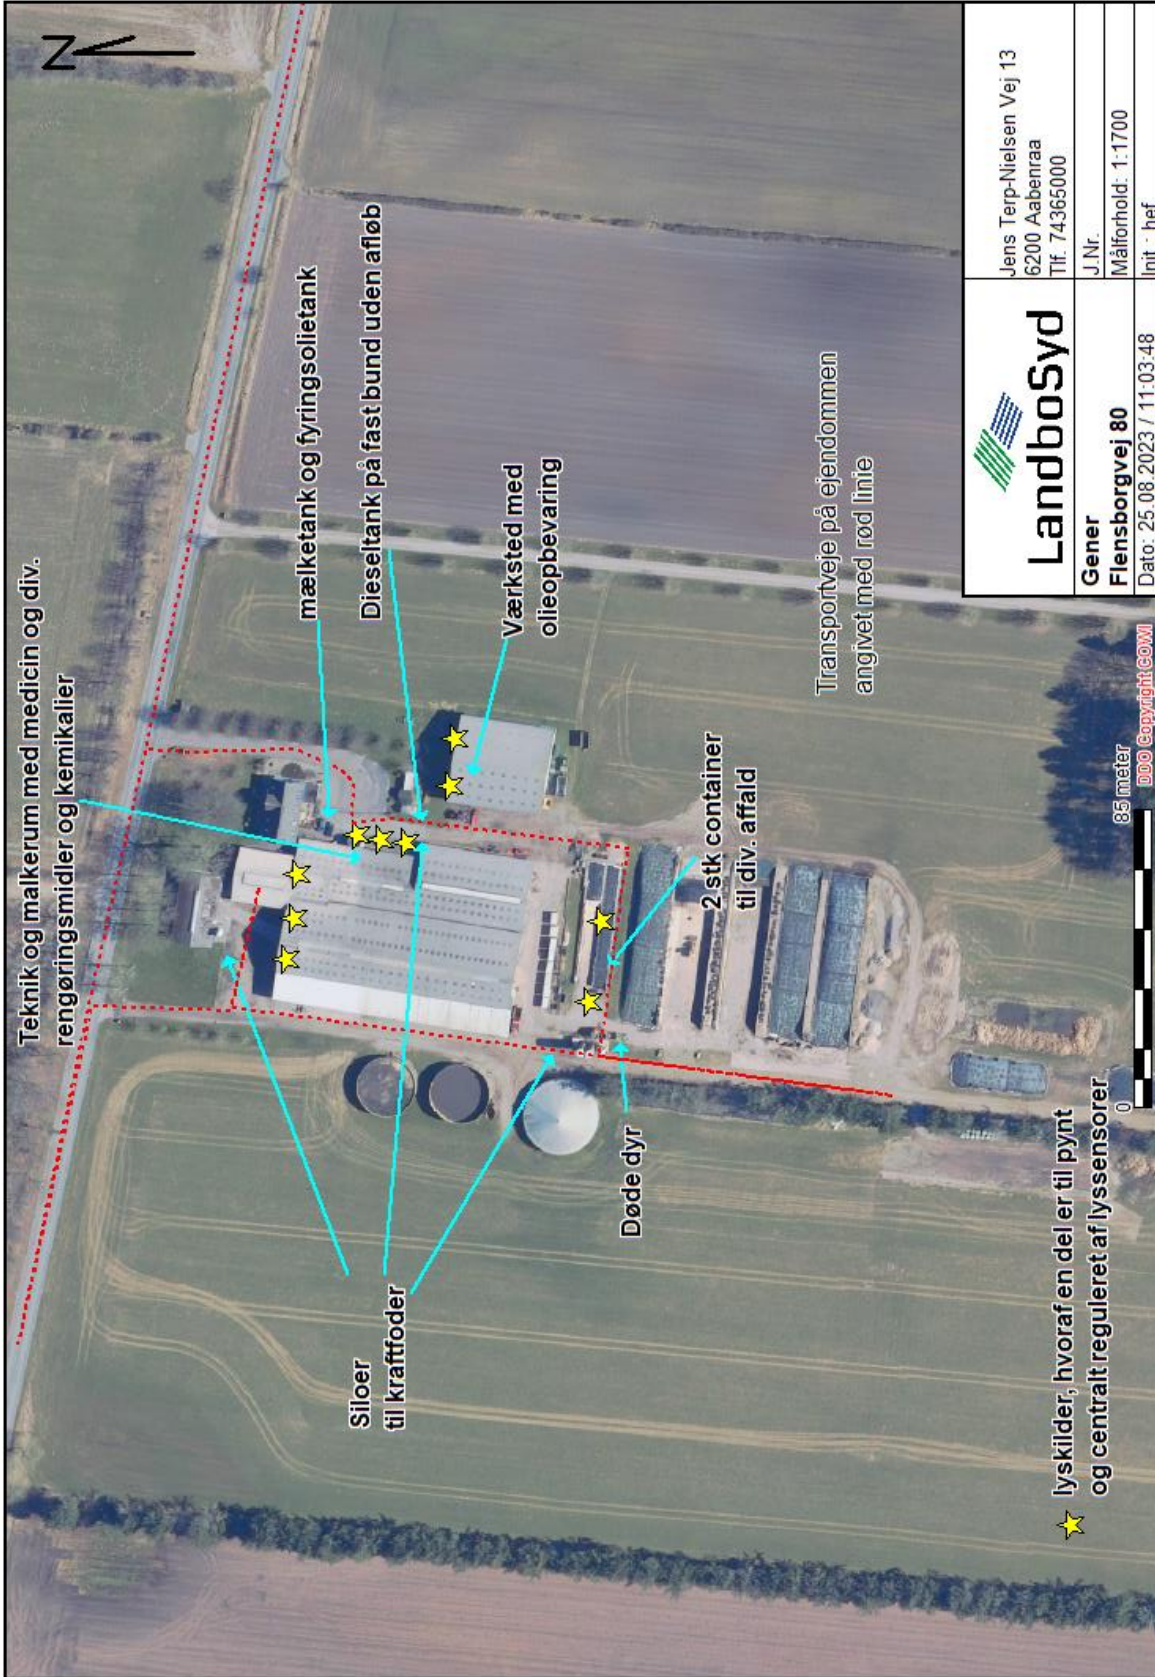 N
Teknik og malkerum med medicin og div.
rengøringsmidler og kemikalier
mælketank og fyringsolietank
Dieseltank på fast bund uden afløb
Værksted med
olieopbevaring
Siloer
til kraftfoder
Døde dyr
2 stk container
til div. affald
Transportveje på ejendommen
angivet med rød linie
lyskilder, hvoraf en del er til pynt
og centralt reguleret af lyssensorer
0
85 meter
DDO Copyright COWI
LandboSyd
Jens Terp-Nielsen Vej 13
6200 Aabenraa
Tlf. 74365000
Gener
Flensborgvej 80
J.Nr.
Målforhold: 1:1700
Dato: 25.08.2023 / 11:03:48
Init.: hef